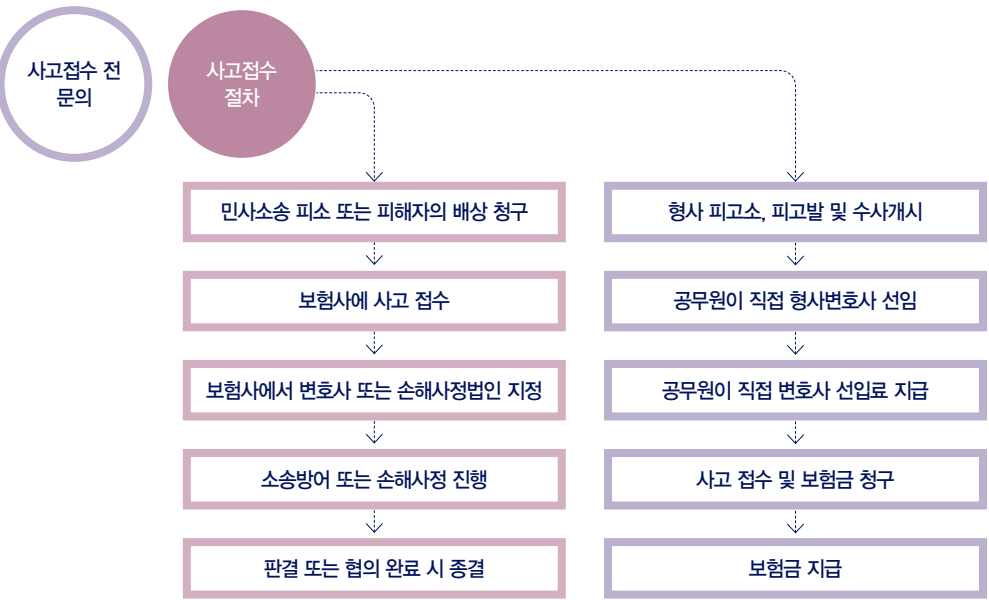 사고접수 전
문의
사고접수
절차
민사소송 피소 또는 피해자의 배상 청구
보험사에 사고 접수
보험사에서 변호사 또는 손해사정법인 지정
소송방어 또는 손해사정 진행
판결 또는 협의 완료 시 종결
형사 피고소, 피고발 및 수사개시
공무원이 직접 형사변호사 선임
공무원이 직접 변호사 선입료 지급
사고 접수 및 보험금 청구
보험금 지급